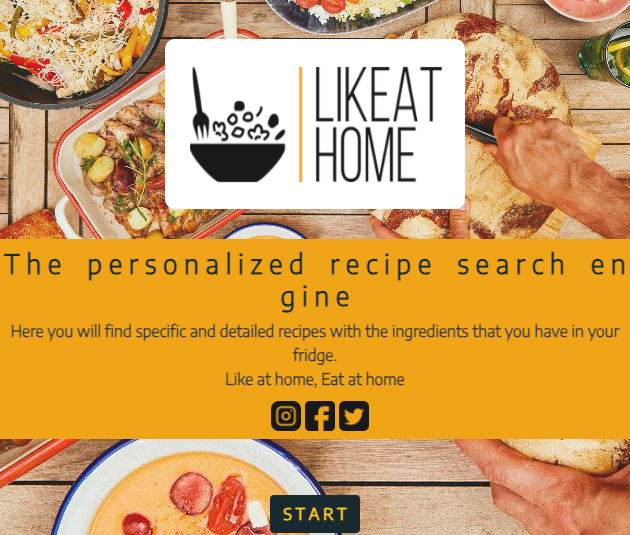 LIKEAT
HOME
The personalized recipe search en
gine
Here you will find specific and detailed recipes with the ingredients that you have in your
fridge.
Like at home, Eat at home
START